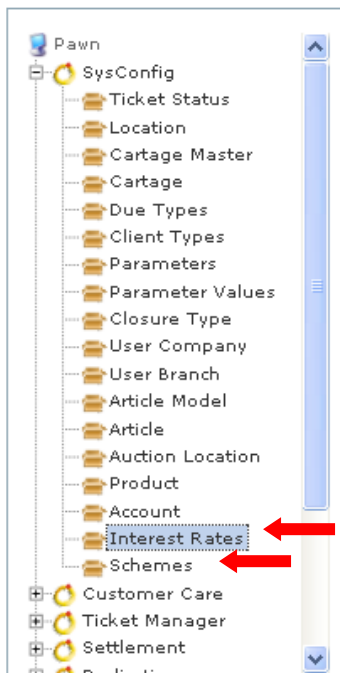 Pawn
SysConfig
Ticket Status
Location
Cartage Master
Cartage
Due Types
Client Types
Parameters
Parameter Values
Closure Type
User Company
User Branch
Article Model
Article
Auction Location
Product
Account
Interest Rates
Schemes
Customer Care
Ticket Manager
Settlement